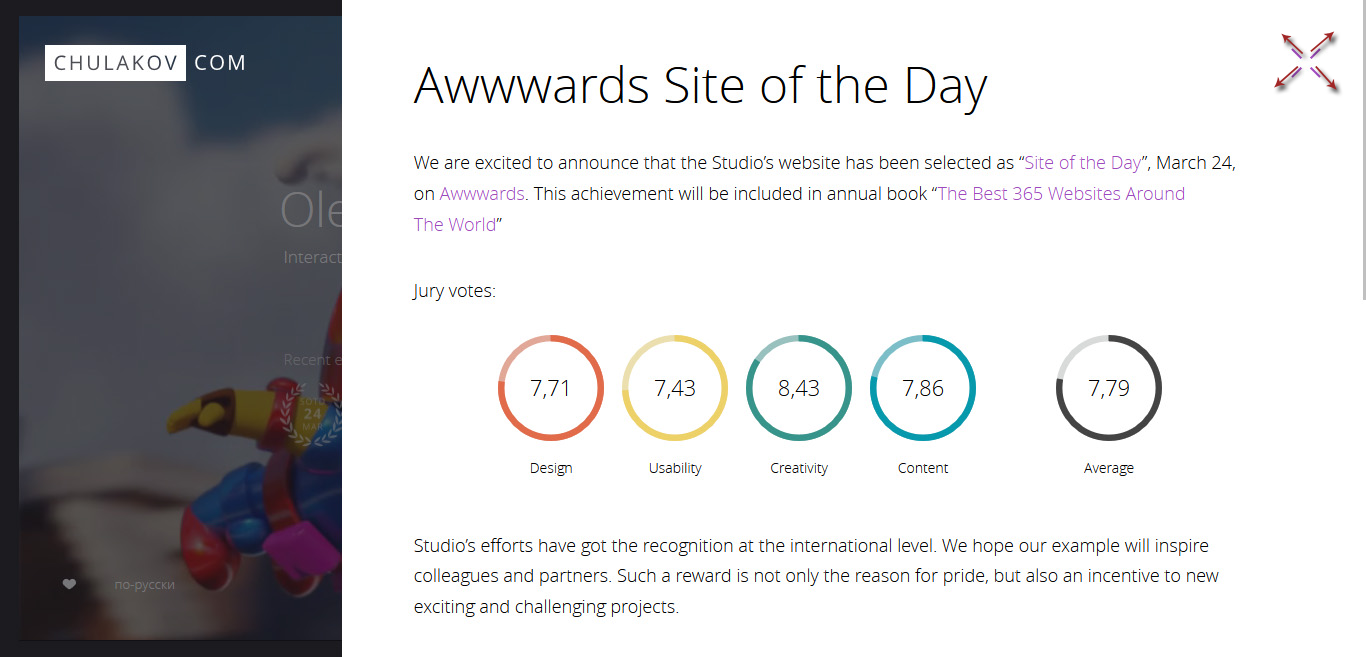 CHULAKOV COM
Ole
Interact
Recent e
SOTD
24
MAR
по-русски
Awwwards Site of the Day
We are excited to announce that the Studio’s website has been selected as “Site of the Day”, March 24,
on Awwwards. This achievement will be included in annual book “The Best 365 Websites Around
The World”
Jury votes:
7,71 7,43 8,43 7,86 7,79
Design Usability Creativity Content Average
Studio’s efforts have got the recognition at the international level. We hope our example will inspire
colleagues and partners. Such a reward is not only the reason for pride, but also an incentive to new
exciting and challenging projects.